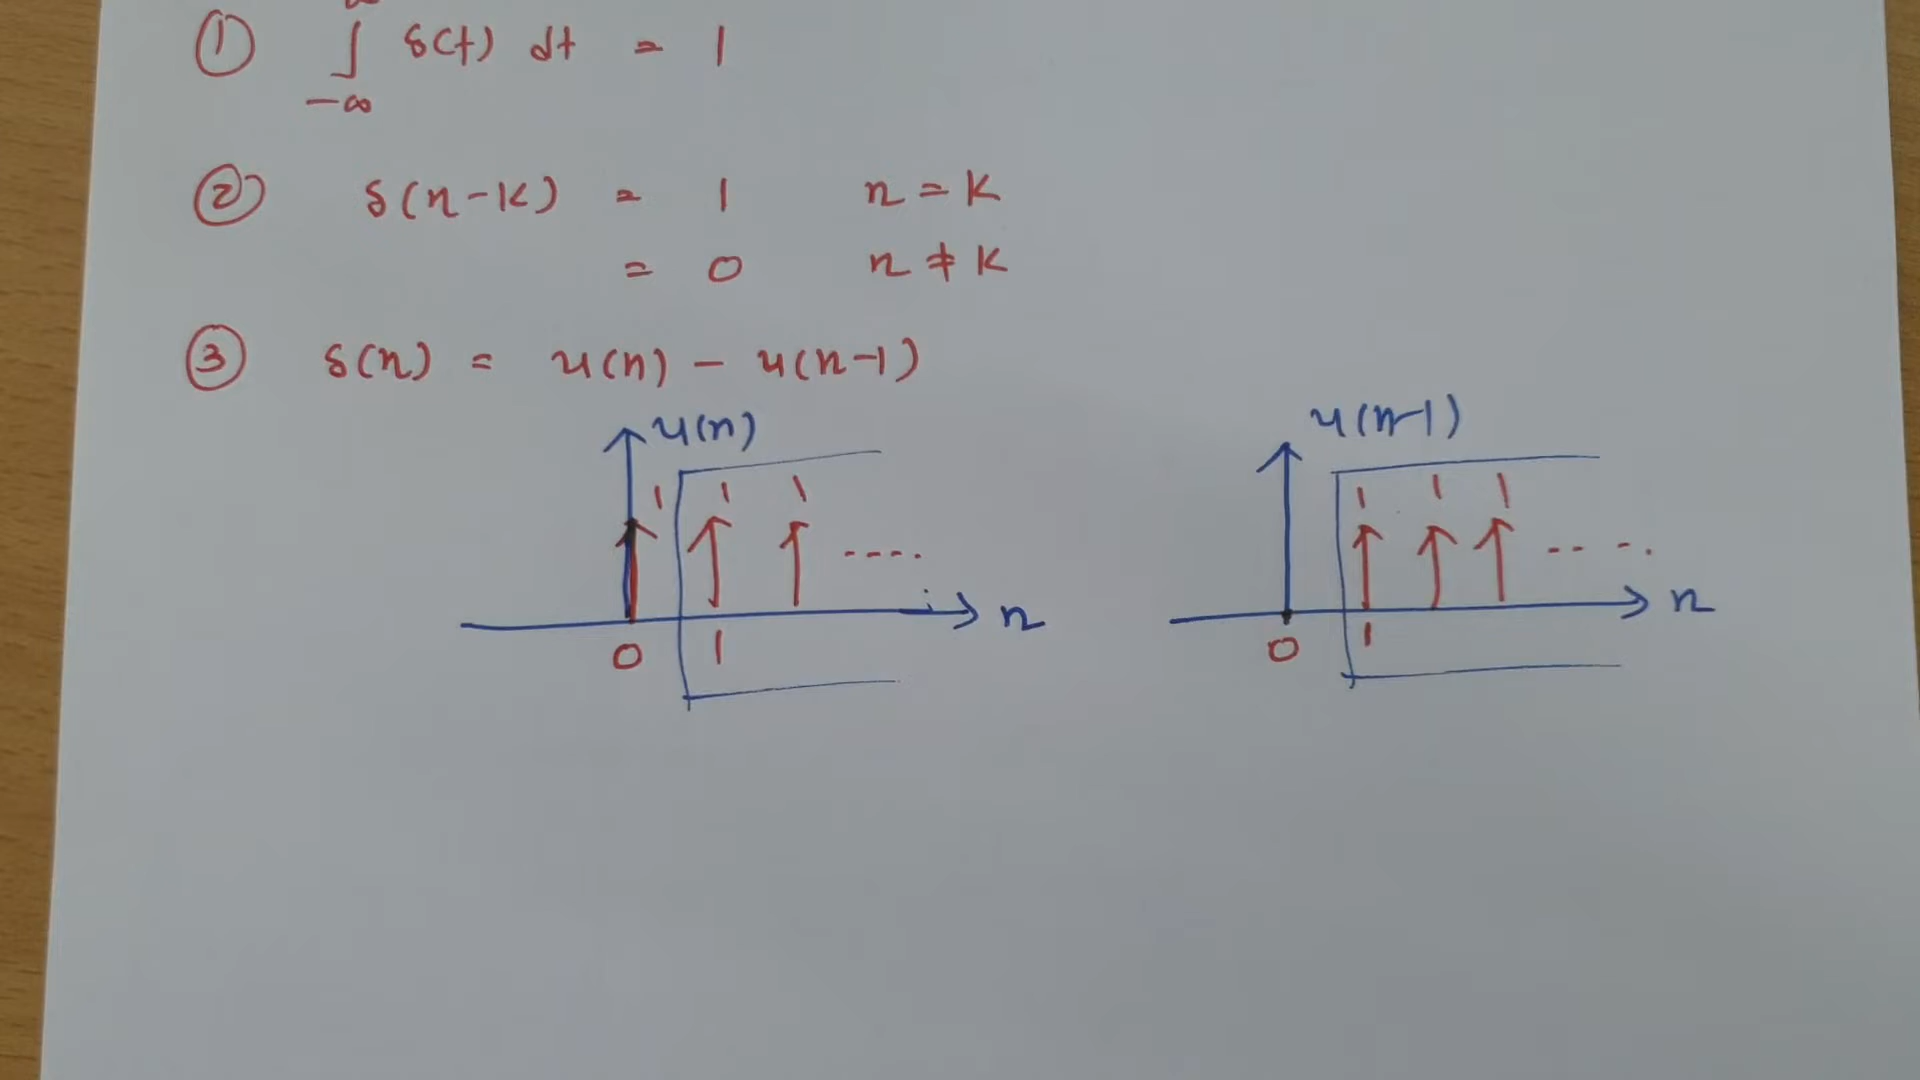 ① ∫ δ(t) dt = 1
-∞
② δ(n-k) = 1 n = k
= 0 n ≠ k
③ δ(n) = u(n) - u(n-1)
u(n)
1 1 1
.....
n
0 1
u(n-1)
1 1 1
.....
n
0 1